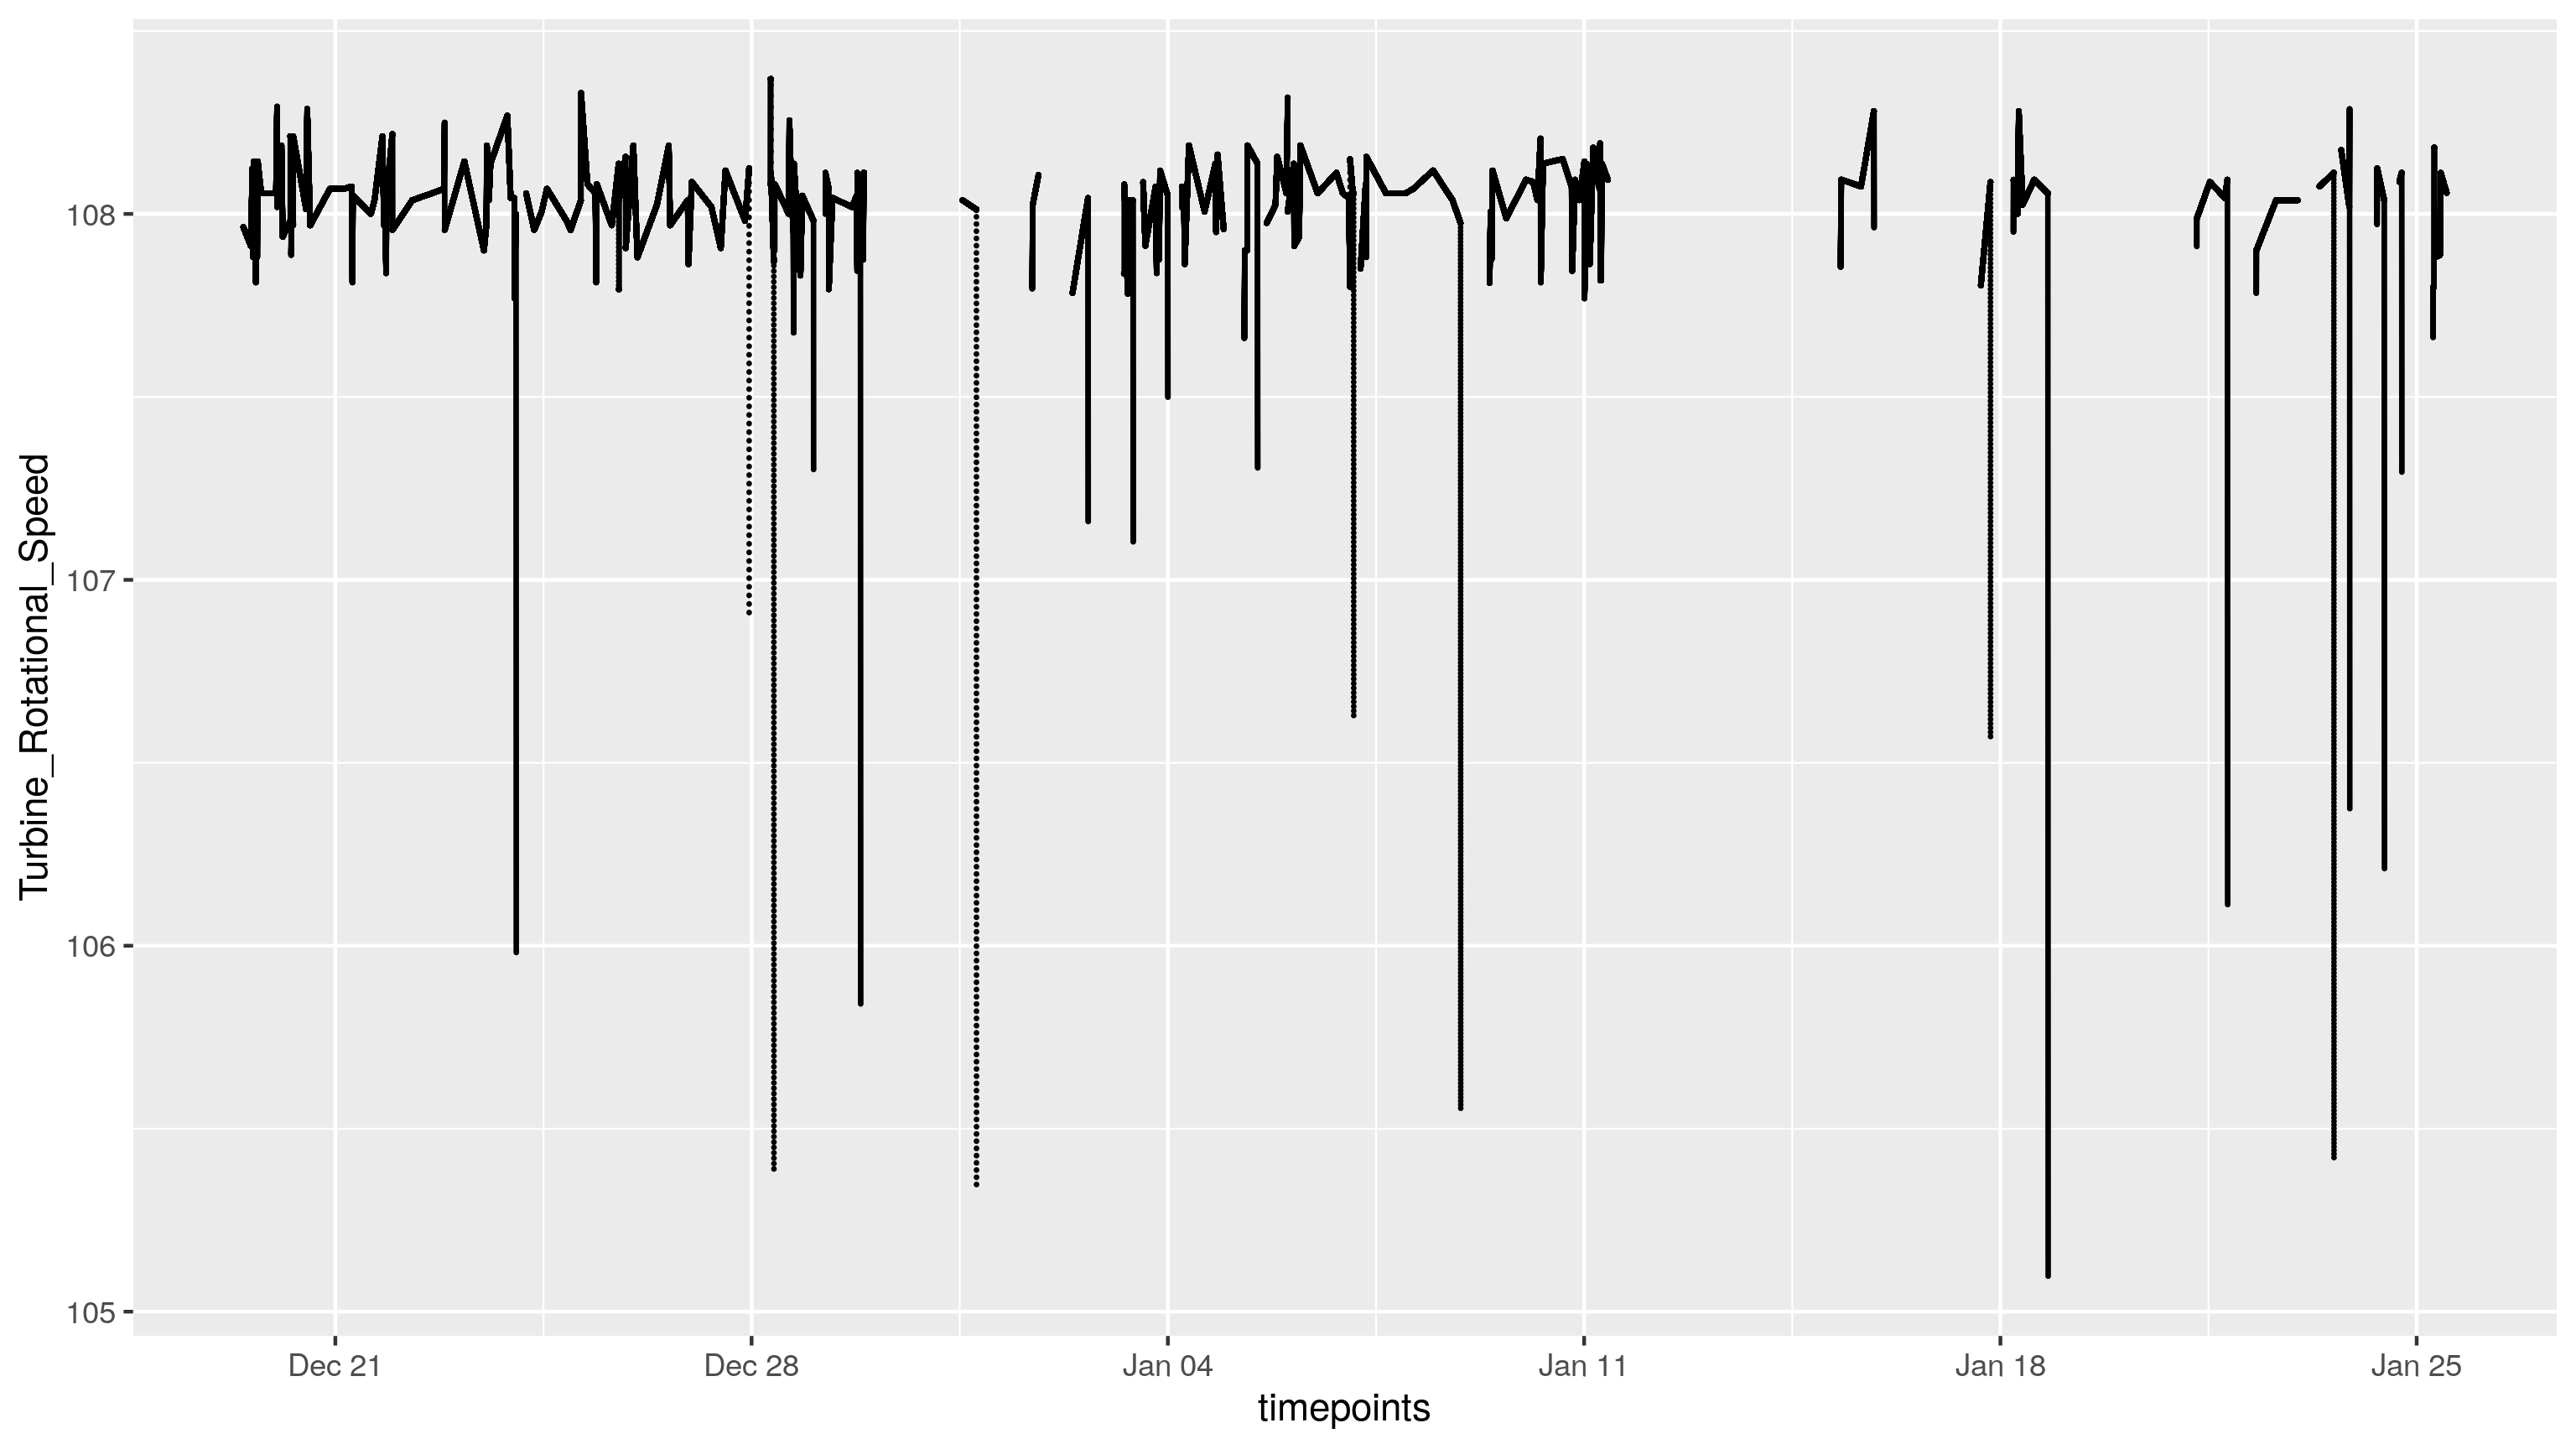 Turbine_Rotational_Speed
108
107
106
105
Dec 21 Dec 28 Jan 04 Jan 11 Jan 18 Jan 25
timepoints